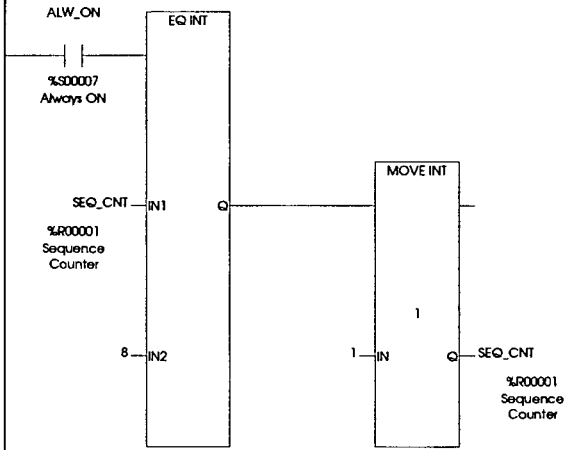 ALW_ON
EQ INT
%S00007
Always ON
MOVE INT
SEQ_CNT
IN1
Q
%R00001
Sequence
Counter
1
8
IN2
1
IN
Q
SEQ_CNT
%R00001
Sequence
Counter